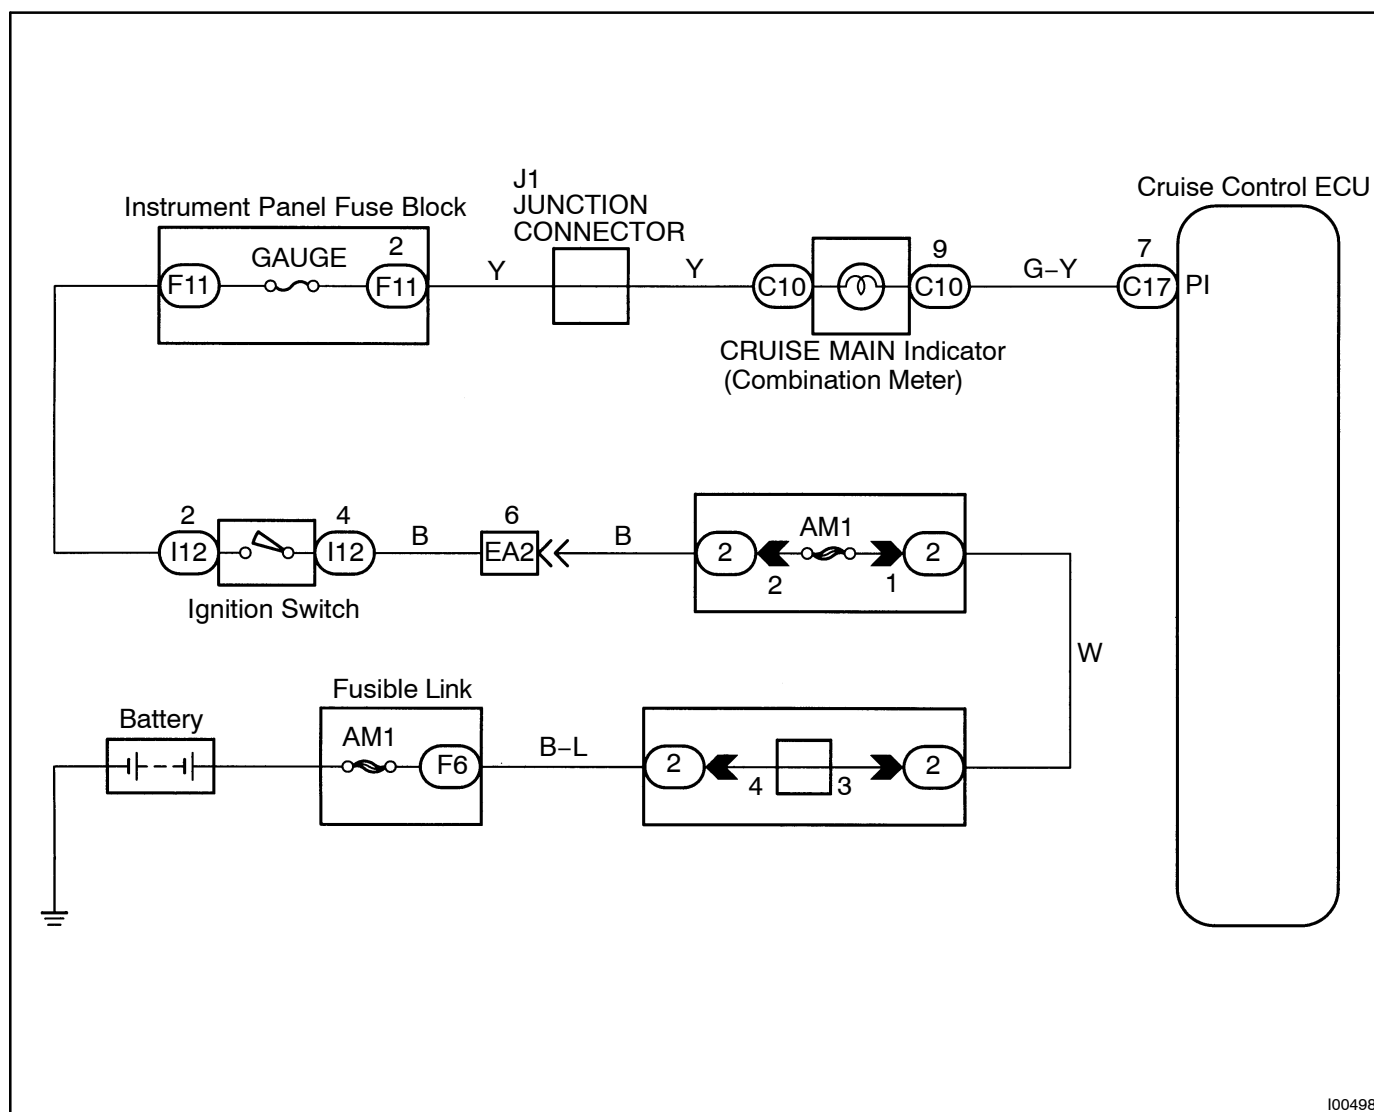 J1
JUNCTION
CONNECTOR
Cruise Control ECU
Instrument Panel Fuse Block
GAUGE
2
F11
F11
Y
Y
C10
9
C10
G–Y
7
C17
PI
CRUISE MAIN Indicator
(Combination Meter)
2
I12
4
I12
B
6
EA2
B
2
AM1
2
2
1
Ignition Switch
W
Fusible Link
Battery
AM1
F6
B–L
2
4
3
2
I00498